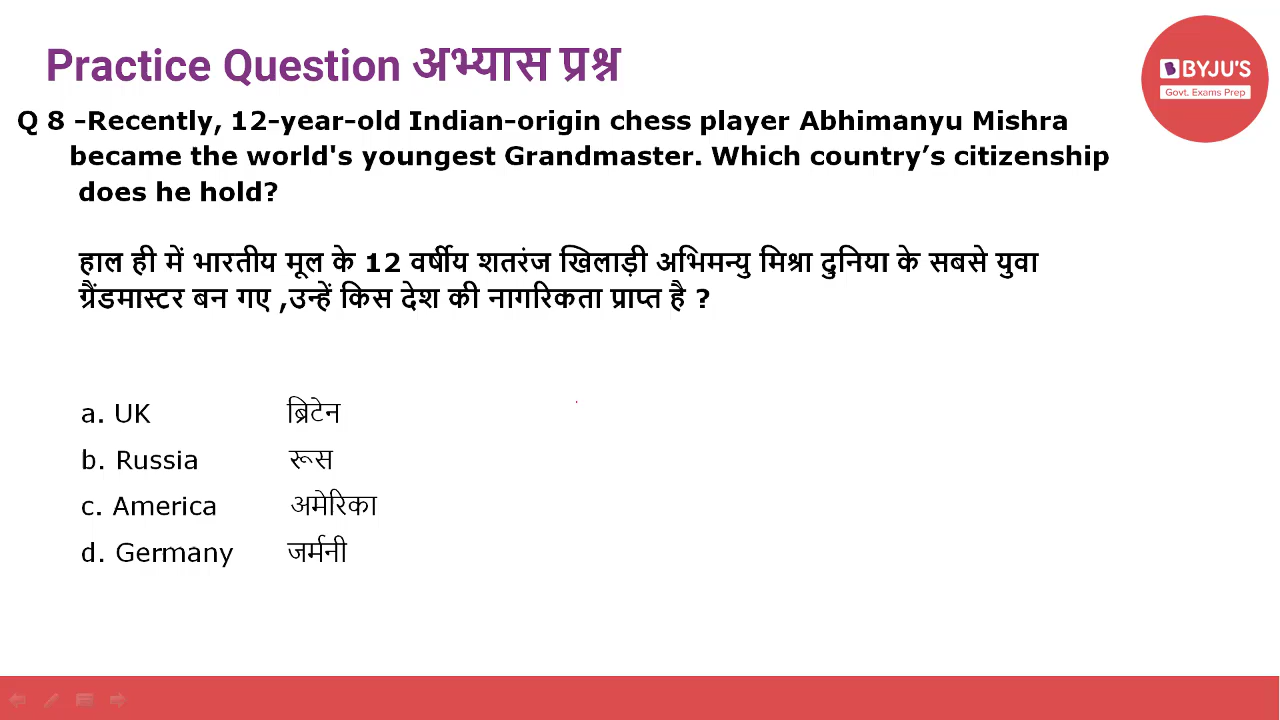 Practice Question अभ्यास प्रश्न
BYJU'S
Govt. Exams Prep
Q 8 -Recently, 12-year-old Indian-origin chess player Abhimanyu Mishra
became the world's youngest Grandmaster. Which country’s citizenship
does he hold?
हाल ही में भारतीय मूल के 12 वर्षीय शतरंज खिलाड़ी अभिमन्यु मिश्रा दुनिया के सबसे युवा
ग्रैंडमास्टर बन गए ,उन्हें किस देश की नागरिकता प्राप्त है ?
a. UK ब्रिटेन
b. Russia रूस
c. America अमेरिका
d. Germany जर्मनी